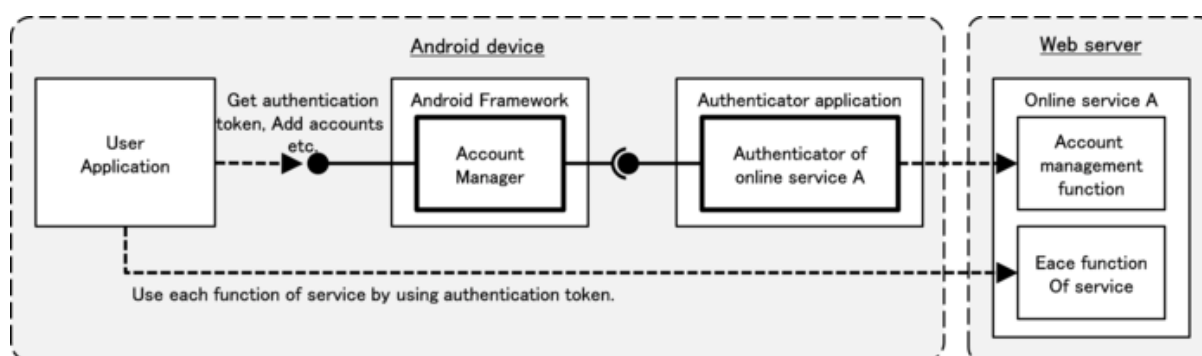 Android device
Web server
User
Application
Get authentication
token, Add accounts
etc.
Android Framework
Account
Manager
Authenticator application
Authenticator of
online service A
Online service A
Account
management
function
Eace function
Of service
Use each function of service by using authentication token.